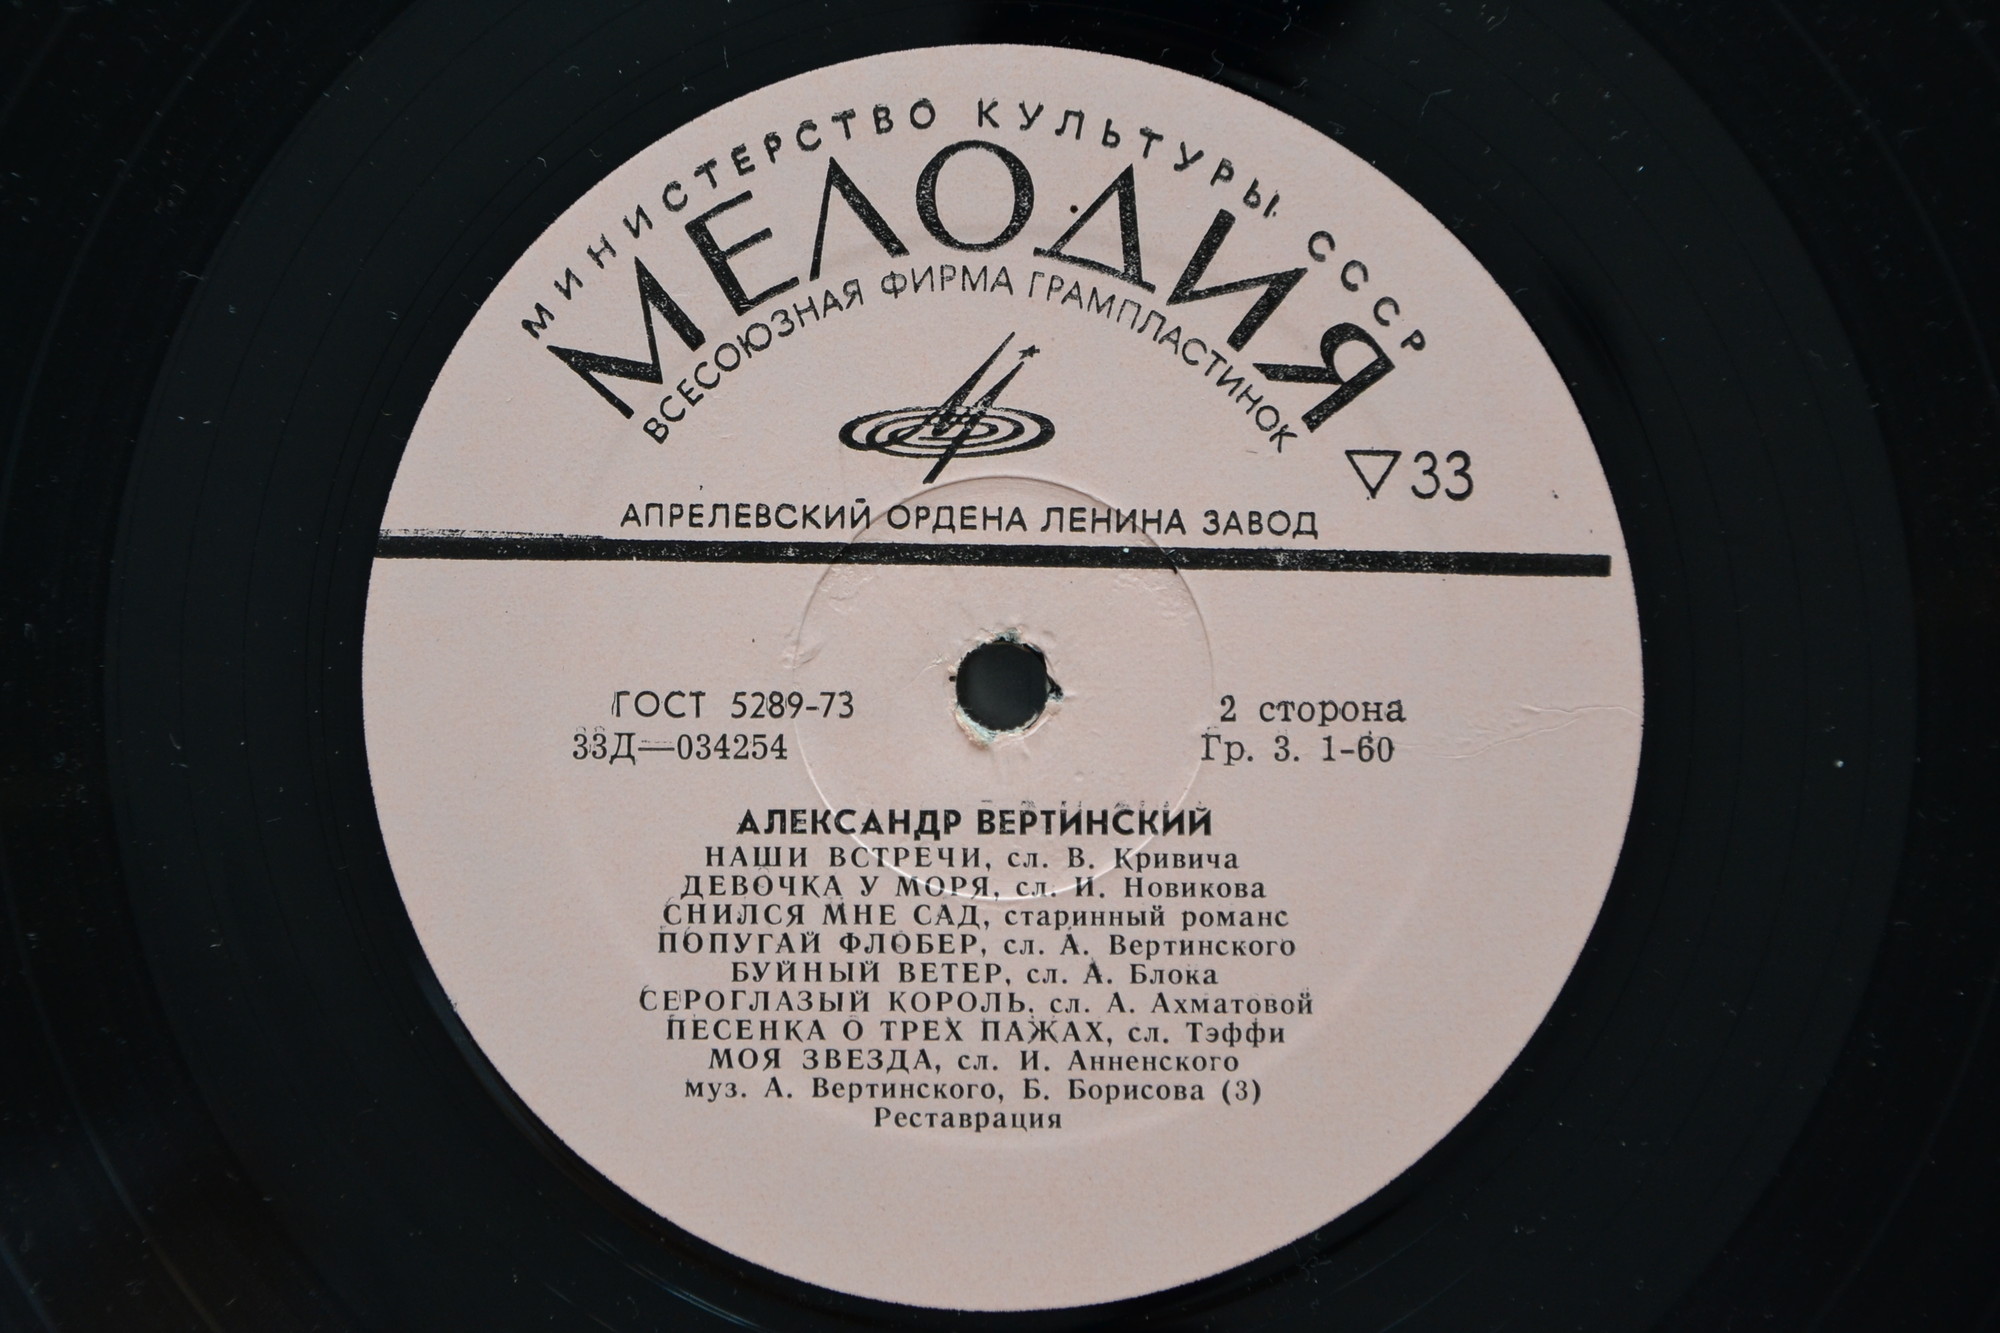 МИНИСТЕРСТВО КУЛЬТУРЫ СССР
МЕЛОДИЯ
ВСЕСОЮЗНАЯ ФИРМА ГРАМПЛАСТИНОК
▽33
АПРЕЛЕВСКИЙ ОРДЕНА ЛЕНИНА ЗАВОД
ГОСТ 5289-73
2 сторона
33Д—034254
Гр. 3. 1-60
АЛЕКСАНДР ВЕРТИНСКИЙ
НАШИ ВСТРЕЧИ, сл. В. Кривича
ДЕВОЧКА У МОРЯ, сл. И. Новикова
СНИЛСЯ МНЕ САД, старинный романс
ПОПУГАЙ ФЛОБЕР, сл. А. Вертинского
БУЙНЫЙ ВЕТЕР, сл. А. Блока
СЕРОГЛАЗЫЙ КОРОЛЬ, сл. А. Ахматовой
ПЕСЕНКА О ТРЕХ ПАЖАХ, сл. Тэффи
МОЯ ЗВЕЗДА, сл. И. Анненского
муз. А. Вертинского, Б. Борисова (3)
Реставрация